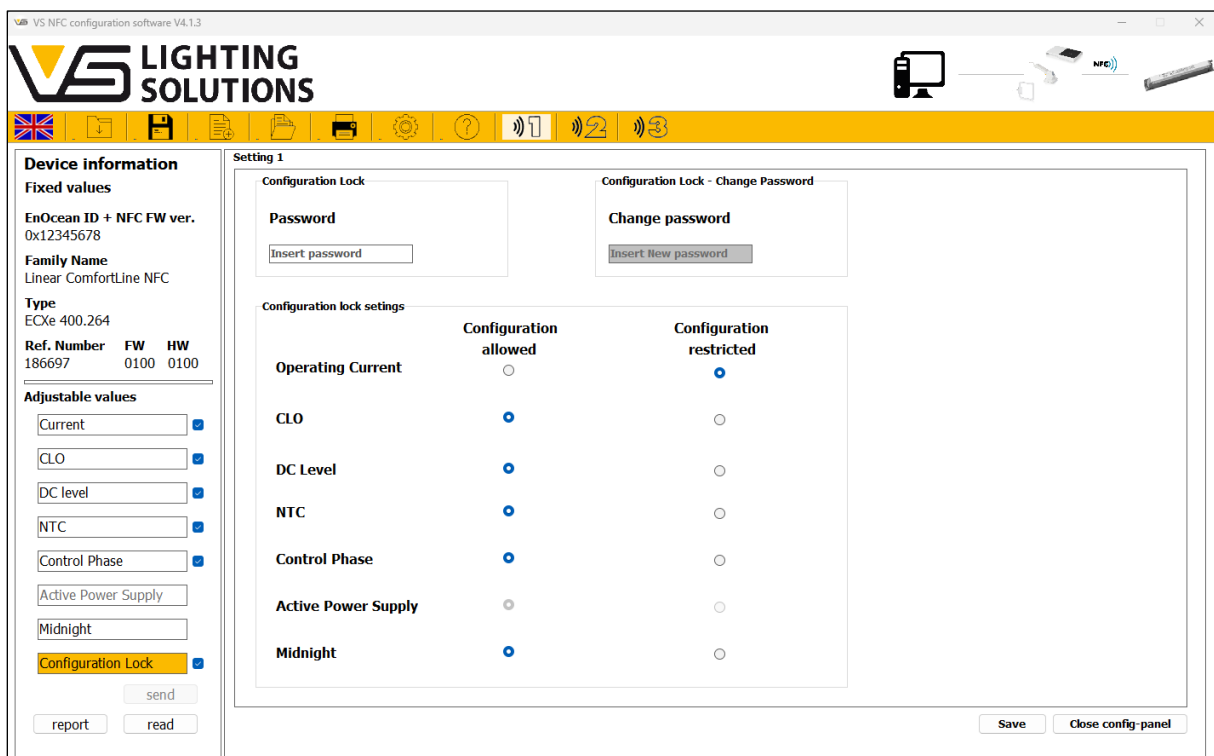 VS NFC configuration software V4.1.3
VS LIGHTING
SOLUTIONS
NFC
1 2 3
Device information
Fixed values
EnOcean ID + NFC FW ver.
0x12345678
Family Name
Linear ComfortLine NFC
Type
ECXe 400.264
Ref. Number FW HW
186697 0100 0100
Adjustable values
Current
CLO
DC level
NTC
Control Phase
Active Power Supply
Midnight
Configuration Lock
send
report read
Setting 1
Configuration Lock
Password
Insert password
Configuration Lock - Change Password
Change password
Insert New password
Configuration lock setings
Configuration
allowed
Configuration
restricted
Operating Current
CLO
DC Level
NTC
Control Phase
Active Power Supply
Midnight
Save Close config-panel